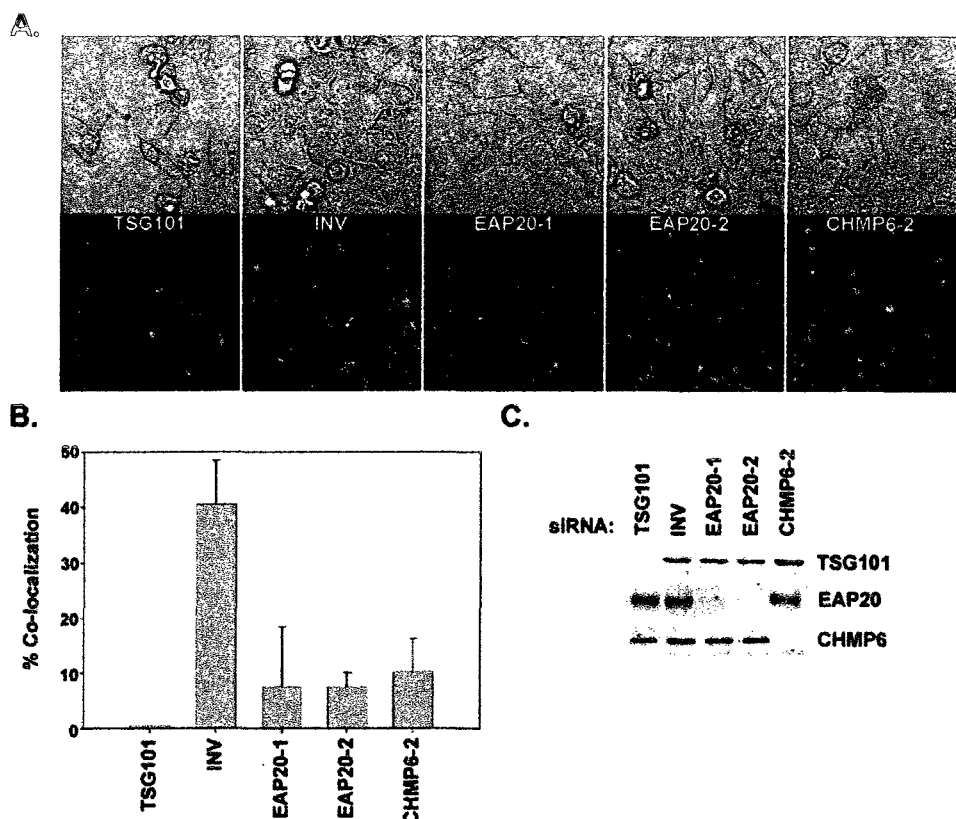 A.
TSG101 INV EAP20-1 EAP20-2 CHMP6-2
B.
% Co-localization
50
40
30
20
10
0
TSG101 INV EAP20-1 EAP20-2 CHMP6-2
C.
siRNA: TSG101 INV EAP20-1 EAP20-2 CHMP6-2
TSG101
EAP20
CHMP6